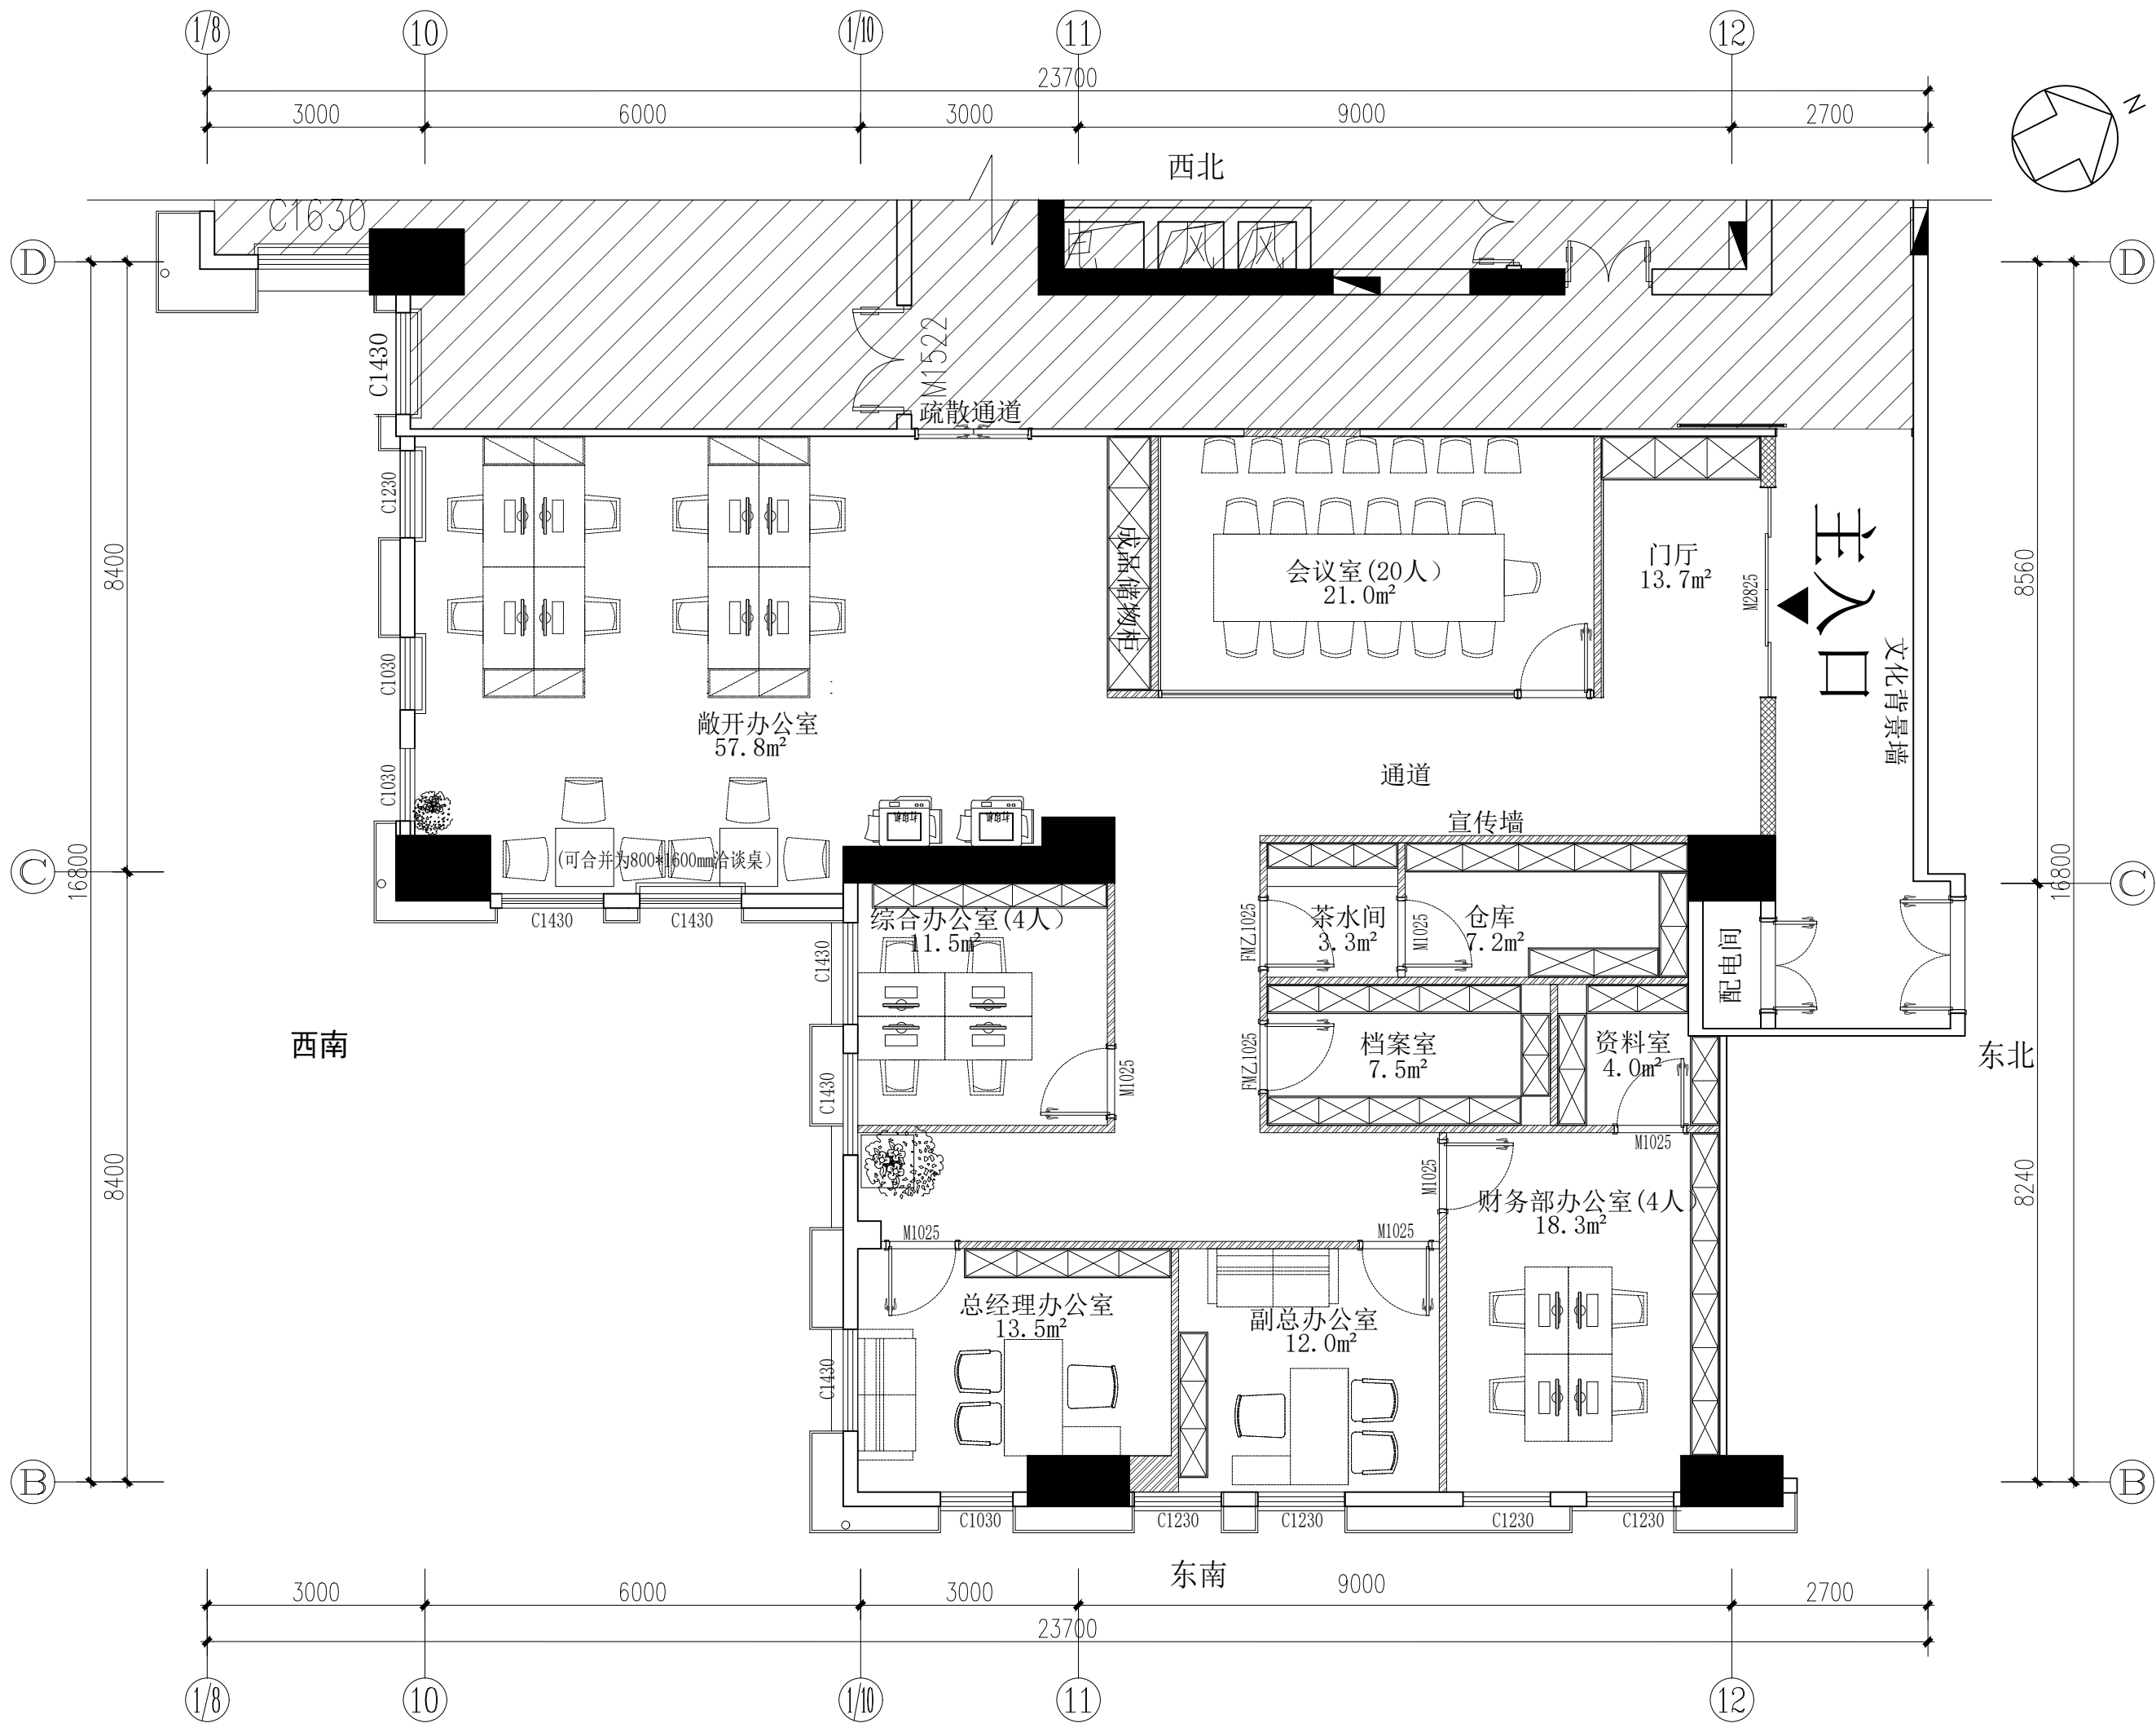 1/8
10
1/10
11
12
23700
3000
6000
3000
9000
2700
N
西北
C1630
D
D
C1430
M1522
疏散通道
C1230
成品储物柜
会议室(20人)
21.0m²
门厅
13.7m²
M2825
主入口
文化背景墙
8400
8560
C1030
敞开办公室
57.8m²
通道
C1030
宣传墙
(可合并为800*1600mm洽谈桌)
16800
16800
C
C
C1430
C1430
综合办公室(4人)
11.5m²
C1430
FMZ1025
茶水间
3.3m²
M1025
仓库
7.2m²
配电间
西南
C1430
M1025
FMZ1025
档案室
7.5m²
资料室
4.0m²
M1025
东北
8400
8240
M1025
财务部办公室(4人)
18.3m²
M1025
M1025
总经理办公室
13.5m²
副总办公室
12.0m²
C1430
B
B
C1030
C1230
C1230
C1230
C1230
东南
3000
6000
3000
9000
2700
23700
1/8
10
1/10
11
12